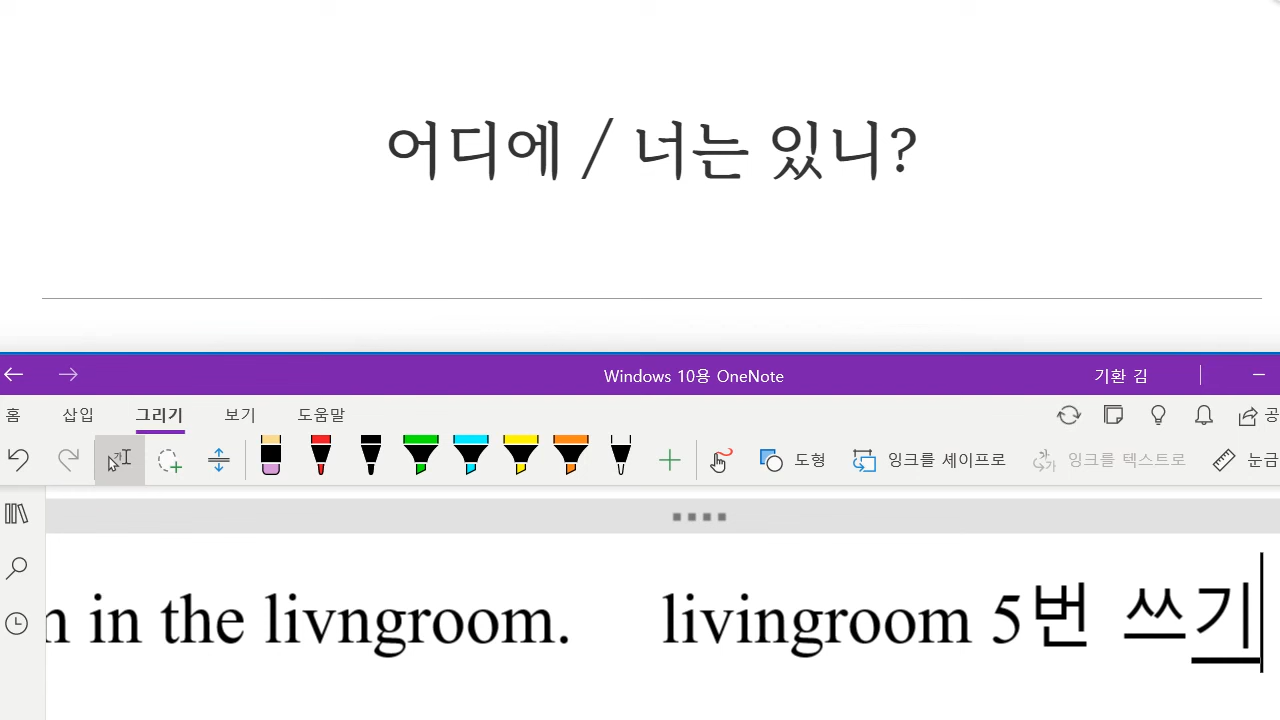 어디에 / 너는 있니?
Windows 10용 OneNote 기환 김
홈 삽입 그리기 보기 도움말 공
가 도형 잉크를 셰이프로 잉크를 텍스트로 눈금
n in the livngroom. livingroom 5번 쓰기